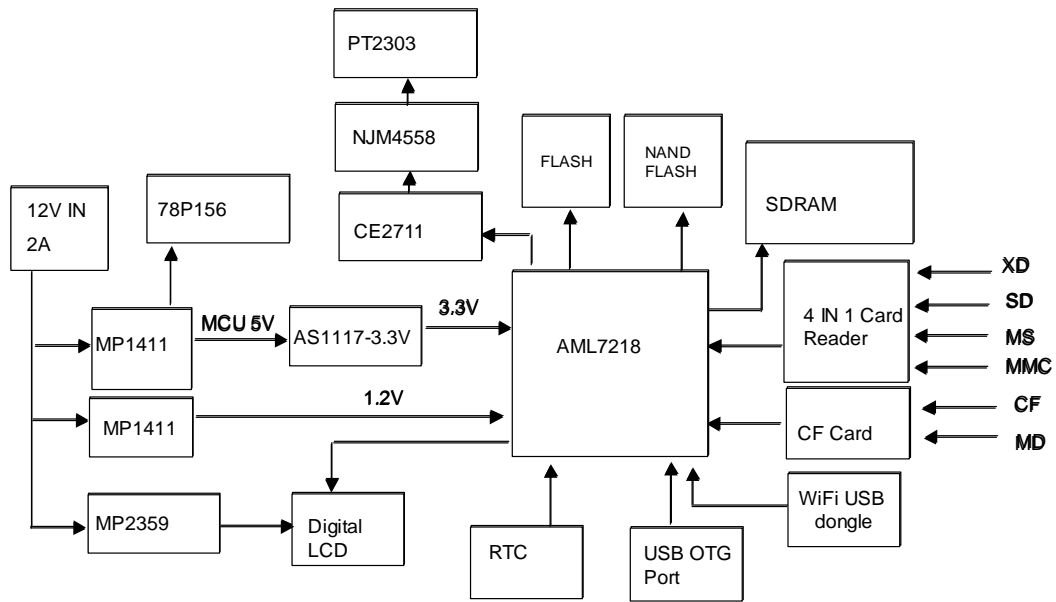 PT2303
NJM4558
FLASH
NAND
FLASH
12V IN
2A
78P156
CE2711
SDRAM
XD
SD
MS
MMC
4 IN 1 Card
Reader
MCU 5V
3.3V
MP1411
AS1117-3.3V
AML7218
1.2V
MP1411
CF Card
CF
MD
MP2359
Digital
LCD
RTC
USB OTG
Port
WiFi USB
dongle